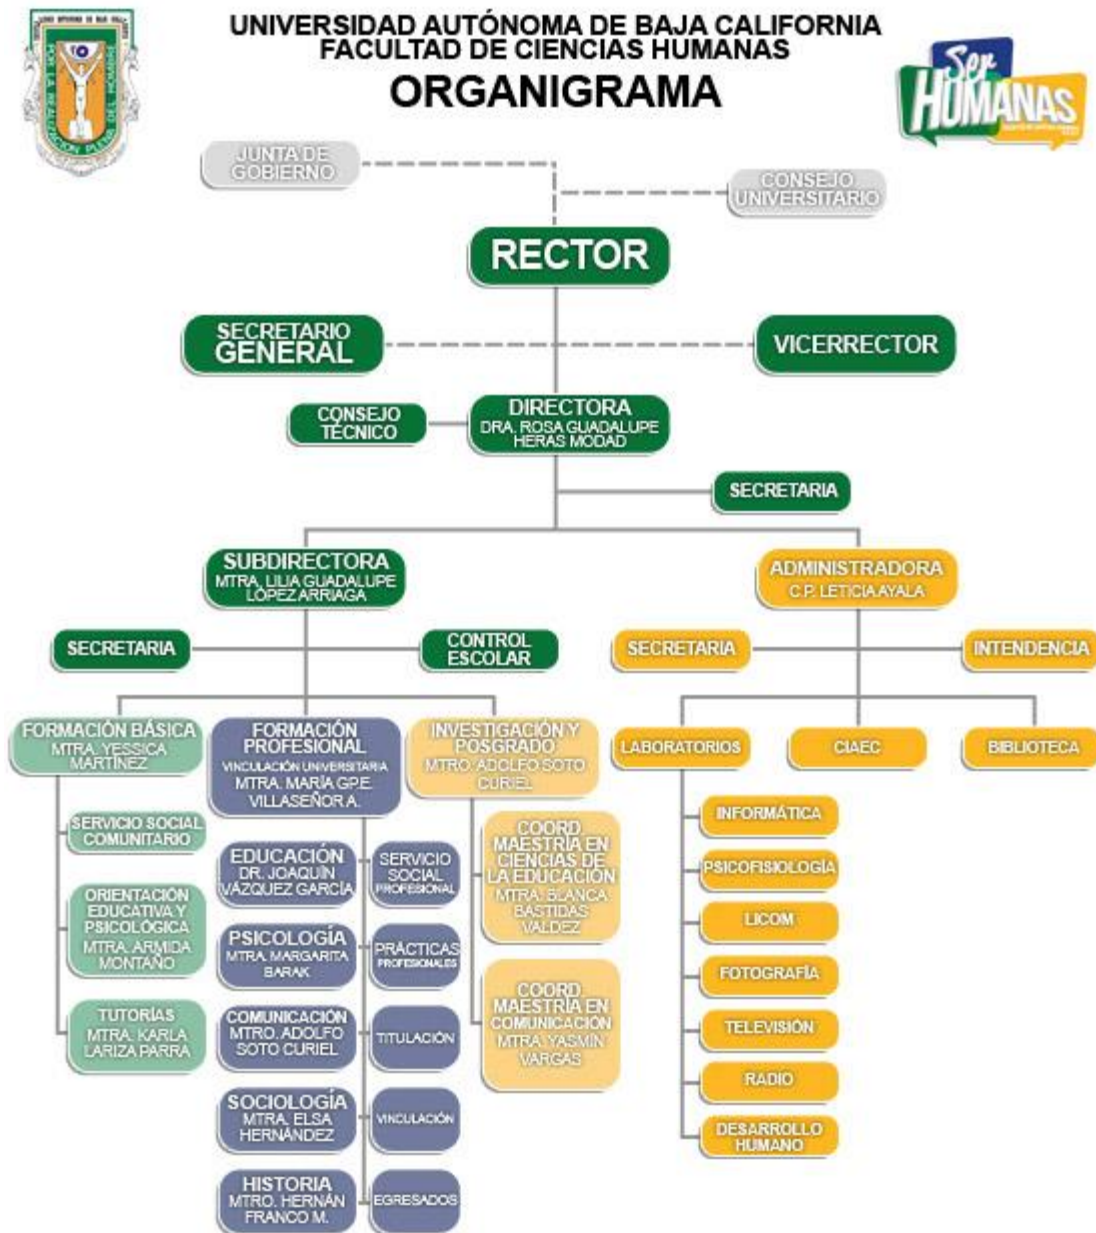 UNIVERSIDAD AUTÓNOMA DE BAJA CALIFORNIA
FACULTAD DE CIENCIAS HUMANAS
ORGANIGRAMA
POR LA REALIZACION PLENA DEL HOMBRE
Ser
HUMANAS
JUNTA DE
GOBIERNO
CONSEJO
UNIVERSITARIO
RECTOR
SECRETARIO
GENERAL
VICERRECTOR
CONSEJO
TÉCNICO
DIRECTORA
DRA. ROSA GUADALUPE
HERAS MODAD
SECRETARIA
SUBDIRECTORA
MTRA. LILIA GUADALUPE
LÓPEZ ARRIAGA
ADMINISTRADORA
C.P. LETICIA AYALA
SECRETARIA
CONTROL
ESCOLAR
SECRETARIA
INTENDENCIA
FORMACIÓN BÁSICA
MTRA. YESSICA
MARTÍNEZ
SERVICIO SOCIAL
COMUNITARIO
ORIENTACIÓN
EDUCATIVA Y
PSICOLÓGICA
MTRA. ARMIDA
MONTAÑO
TUTORÍAS
MTRA. KARLA
LARIZA PARRA
FORMACIÓN
PROFESIONAL
VINCULACIÓN UNIVERSITARIA
MTRA. MARÍA GPE.
VILLASEÑOR A.
EDUCACIÓN
DR. JOAQUÍN
VÁZQUEZ GARCÍA
SERVICIO
SOCIAL
PROFESIONAL
PSICOLOGÍA
MTRA. MARGARITA
BARAK
PRÁCTICAS
PROFESIONALES
COMUNICACIÓN
MTRO. ADOLFO
SOTO CURIEL
TITULACIÓN
SOCIOLOGÍA
MTRA. ELSA
HERNÁNDEZ
VINCULACIÓN
HISTORIA
MTRO. HERNÁN
FRANCO M.
EGRESADOS
INVESTIGACIÓN Y
POSGRADO
MTRO. ADOLFO SOTO
CURIEL
COORD.
MAESTRÍA EN
CIENCIAS DE
LA EDUCACIÓN
MTRA. BLANCA
BASTIDAS
VALDEZ
COORD.
MAESTRÍA EN
COMUNICACIÓN
MTRA. YASMIN
VARGAS
LABORATORIOS
CIAEC
BIBLIOTECA
INFORMÁTICA
PSICOFISIOLOGÍA
LICOM
FOTOGRAFÍA
TELEVISIÓN
RADIO
DESARROLLO
HUMANO